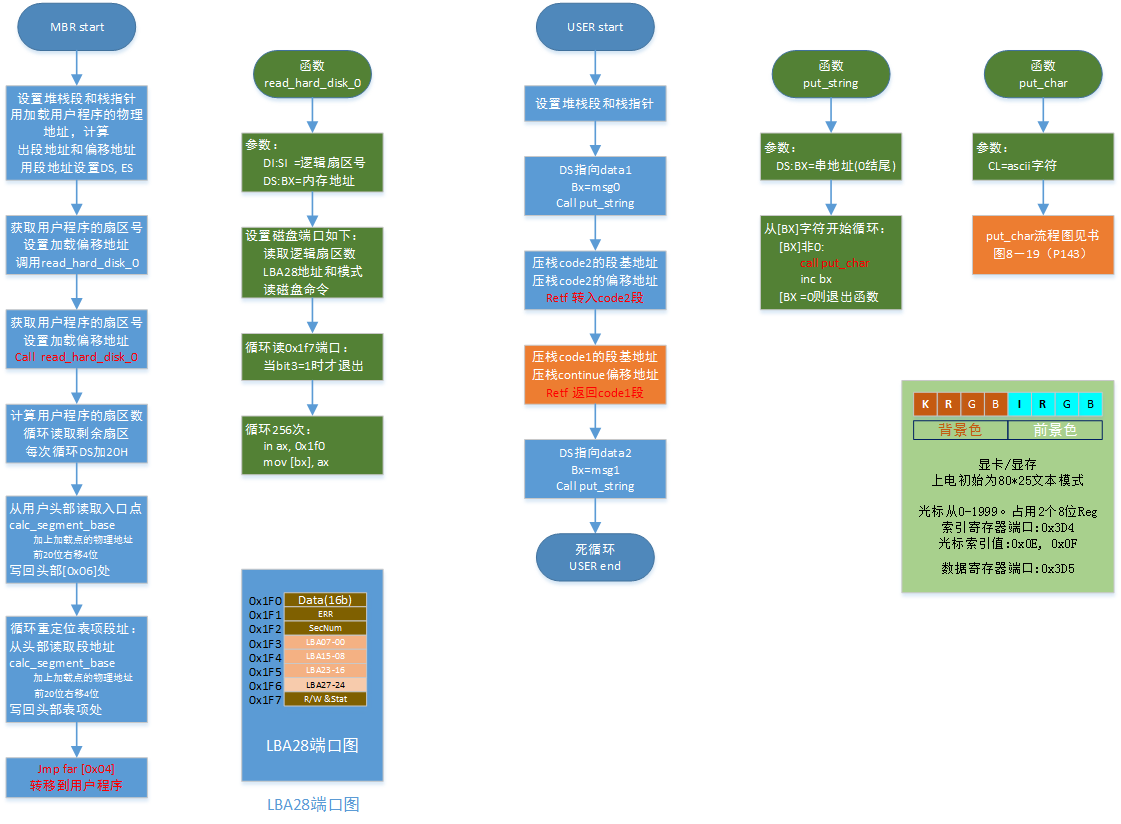 MBR start
设置堆栈段和栈指针
用加载用户程序的物理
地址，计算
出段地址和偏移地址
用段地址设置DS, ES
获取用户程序的扇区号
设置加载偏移地址
调用read_hard_disk_0
获取用户程序的扇区号
设置加载偏移地址
Call read_hard_disk_0
计算用户程序的扇区数
循环读取剩余扇区
每次循环DS加20H
从用户头部读取入口点
calc_segment_base
加上加载点的物理地址
前20位右移4位
写回头部[0x06]处
循环重定位表项段址：
从头部读取段地址
calc_segment_base
加上加载点的物理地址
前20位右移4位
写回头部表项处
Jmp far [0x04]
转移到用户程序
函数
read_hard_disk_0
参数：
DI:SI =逻辑扇区号
DS:BX=内存地址
设置磁盘端口如下：
读取逻辑扇区数
LBA28地址和模式
读磁盘命令
循环读0x1f7端口：
当bit3=1时才退出
循环256次：
in ax, 0x1f0
mov [bx], ax
0x1F0 Data(16b)
0x1F1 ERR
0x1F2 SecNum
0x1F3 LBA07-00
0x1F4 LBA15-08
0x1F5 LBA23-16
0x1F6 LBA27-24
0x1F7 R/W &Stat
LBA28端口图
LBA28端口图
USER start
设置堆栈段和栈指针
DS指向data1
Bx=msg0
Call put_string
压栈code2的段基地址
压栈code2的偏移地址
Retf 转入code2段
压栈code1的段基地址
压栈continue偏移地址
Retf 返回code1段
DS指向data2
Bx=msg1
Call put_string
死循环
USER end
函数
put_string
参数：
DS:BX=串地址(0结尾)
从[BX]字符开始循环：
[BX]非0:
call put_char
inc bx
[BX =0则退出函数
函数
put_char
参数：
CL=ascii字符
put_char流程图见书
图8－19（P143）
K R G B I R G B
背景色 前景色
显卡/显存
上电初始为80*25文本模式
光标从0-1999。占用2个8位Reg
索引寄存器端口:0x3D4
光标索引值:0x0E, 0x0F
数据寄存器端口:0x3D5